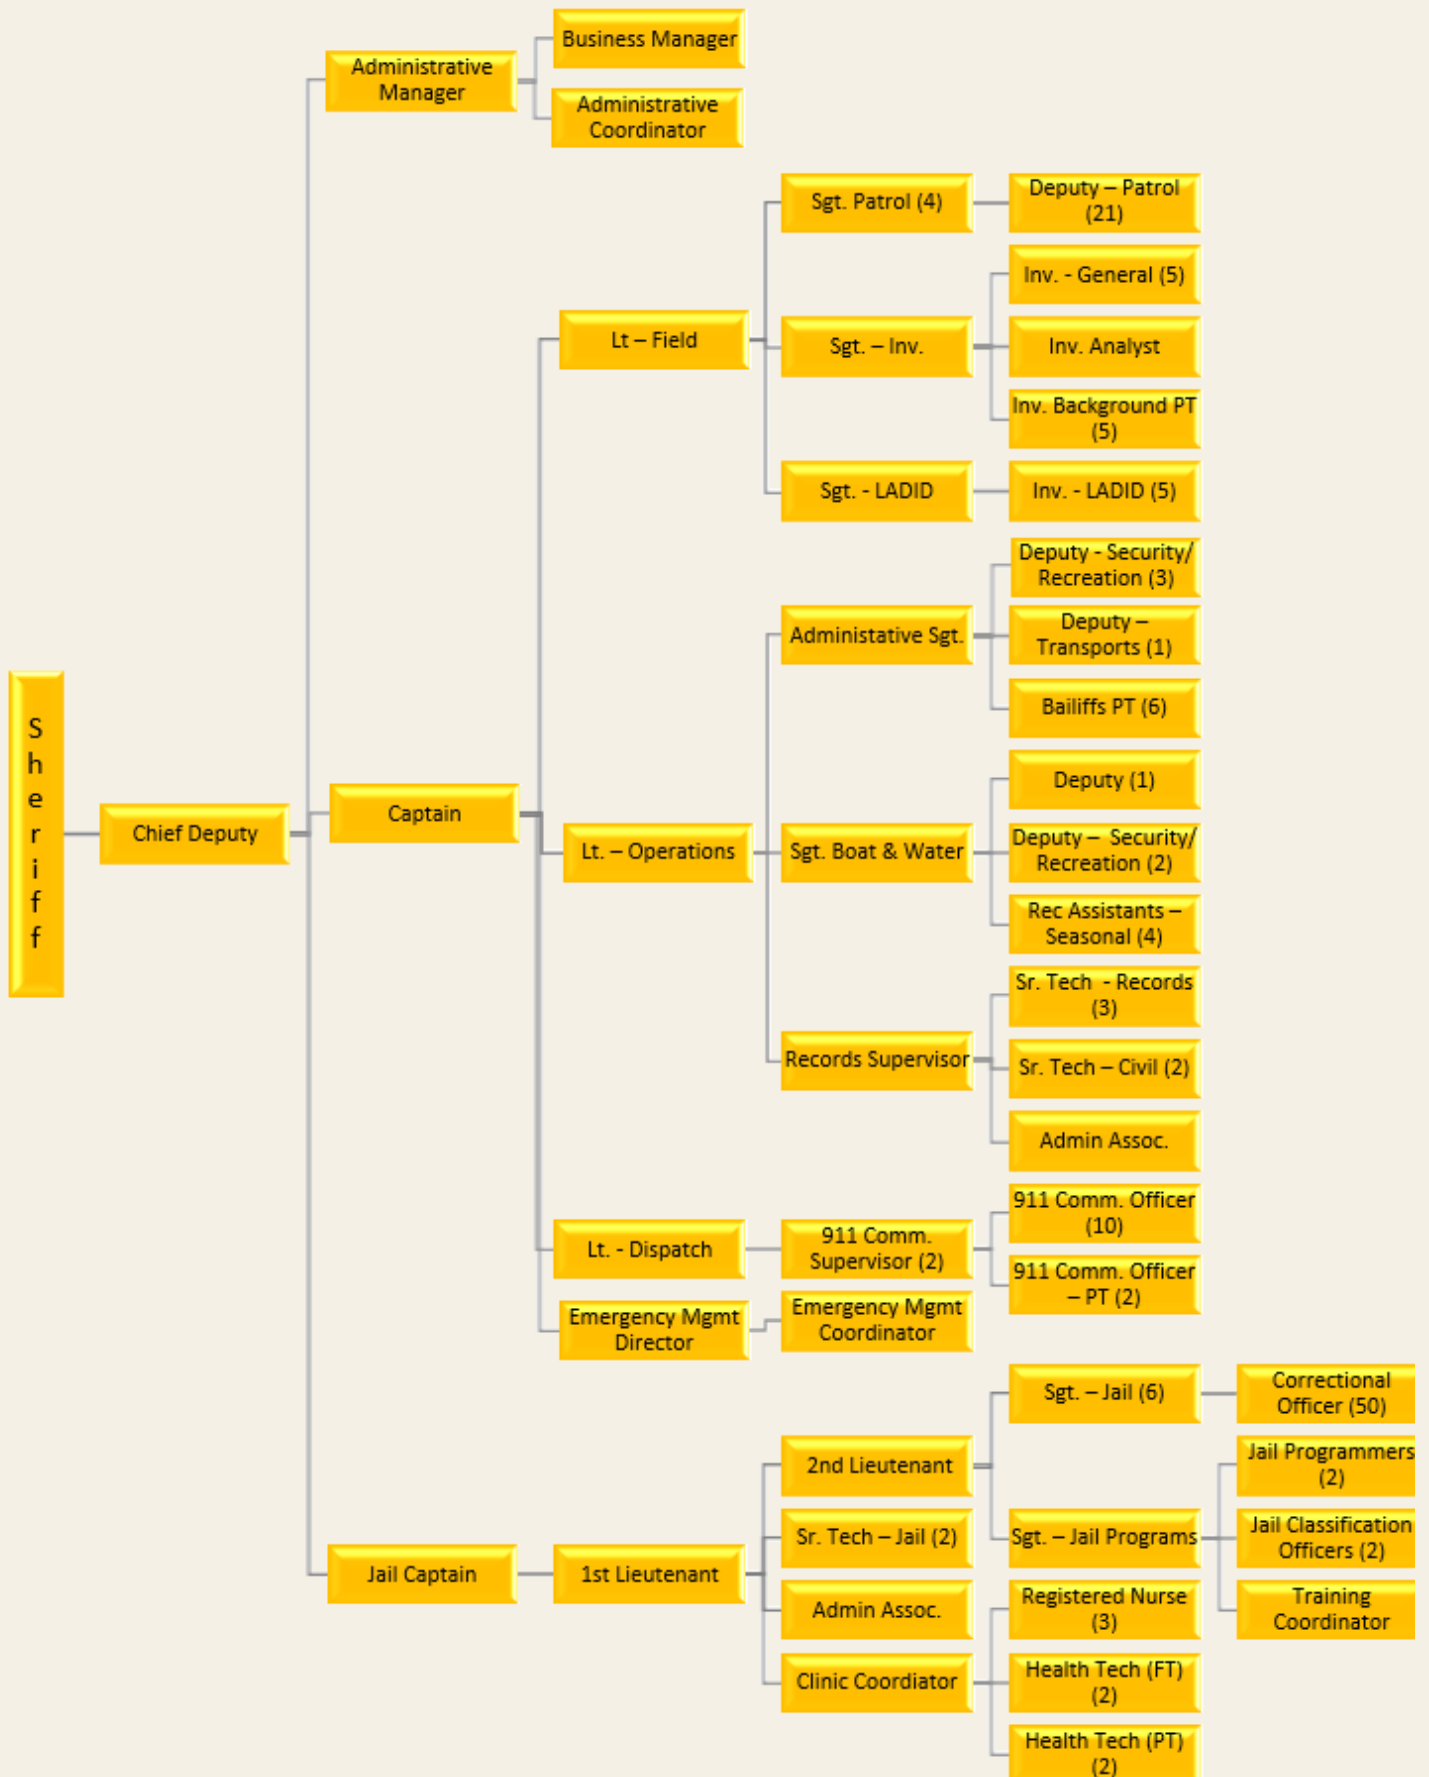 Business Manager
Administrative
Manager
Administrative
Coordinator
Sgt. Patrol (4)
Deputy – Patrol
(21)
Inv. - General (5)
Lt – Field
Sgt. – Inv.
Inv. Analyst
Inv. Background PT
(5)
Sgt. - LADID
Inv. - LADID (5)
Deputy - Security/
Recreation (3)
Administative Sgt.
Deputy –
Transports (1)
Bailiffs PT (6)
Sheriff
Chief Deputy
Captain
Lt. – Operations
Deputy (1)
Sgt. Boat & Water
Deputy – Security/
Recreation (2)
Rec Assistants –
Seasonal (4)
Sr. Tech - Records
(3)
Records Supervisor
Sr. Tech – Civil (2)
Admin Assoc.
911 Comm. Officer
(10)
Lt. - Dispatch
911 Comm.
Supervisor (2)
911 Comm. Officer
– PT (2)
Emergency Mgmt
Director
Emergency Mgmt
Coordinator
Sgt. – Jail (6)
Correctional
Officer (50)
2nd Lieutenant
Jail Programmers
(2)
Sr. Tech – Jail (2)
Sgt. – Jail Programs
Jail Classification
Officers (2)
Jail Captain
1st Lieutenant
Admin Assoc.
Registered Nurse
(3)
Training
Coordinator
Clinic Coordiator
Health Tech (FT)
(2)
Health Tech (PT)
(2)